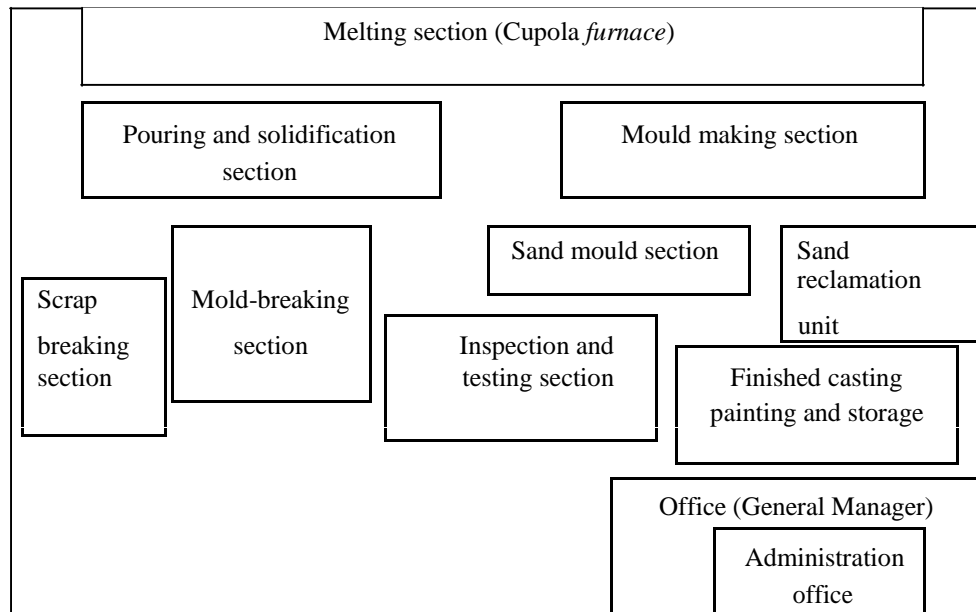 Melting section (Cupola furnace)
Pouring and solidification
section
Mould making section
Sand mould section
Sand
reclamation
unit
Scrap
breaking
section
Mold-breaking
section
Inspection and
testing section
Finished casting
painting and storage
Office (General Manager)
Administration
office